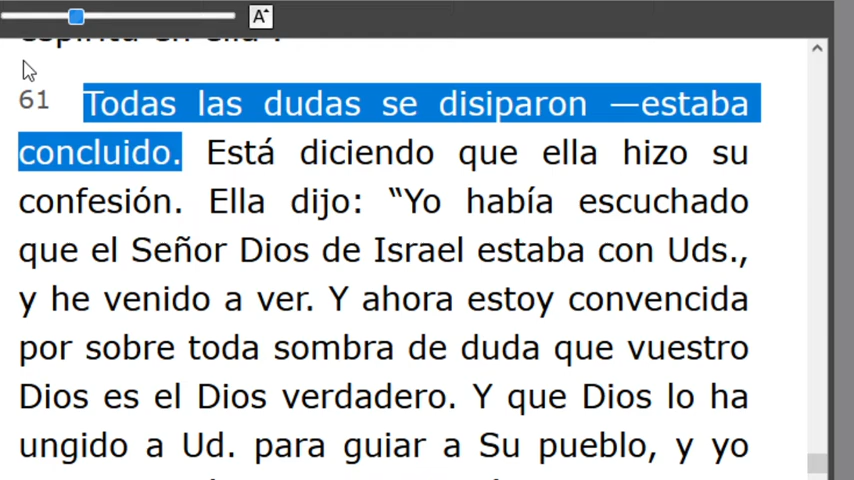 A
espíritu en ella".
61 Todas las dudas se disiparon —estaba
concluido. Está diciendo que ella hizo su
confesión. Ella dijo: “Yo había escuchado
que el Señor Dios de Israel estaba con Uds.,
y he venido a ver. Y ahora estoy convencida
por sobre toda sombra de duda que vuestro
Dios es el Dios verdadero. Y que Dios lo ha
ungido a Ud. para guiar a Su pueblo, y yo